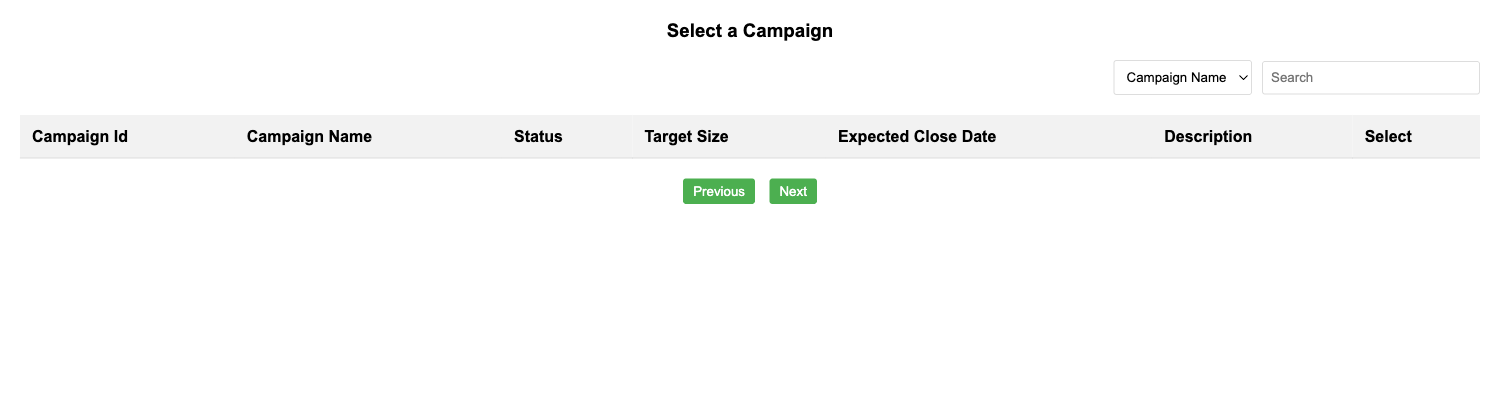 Select a Campaign
Campaign Name Search
Campaign Id Campaign Name Status Target Size Expected Close Date Description Select
Previous Next